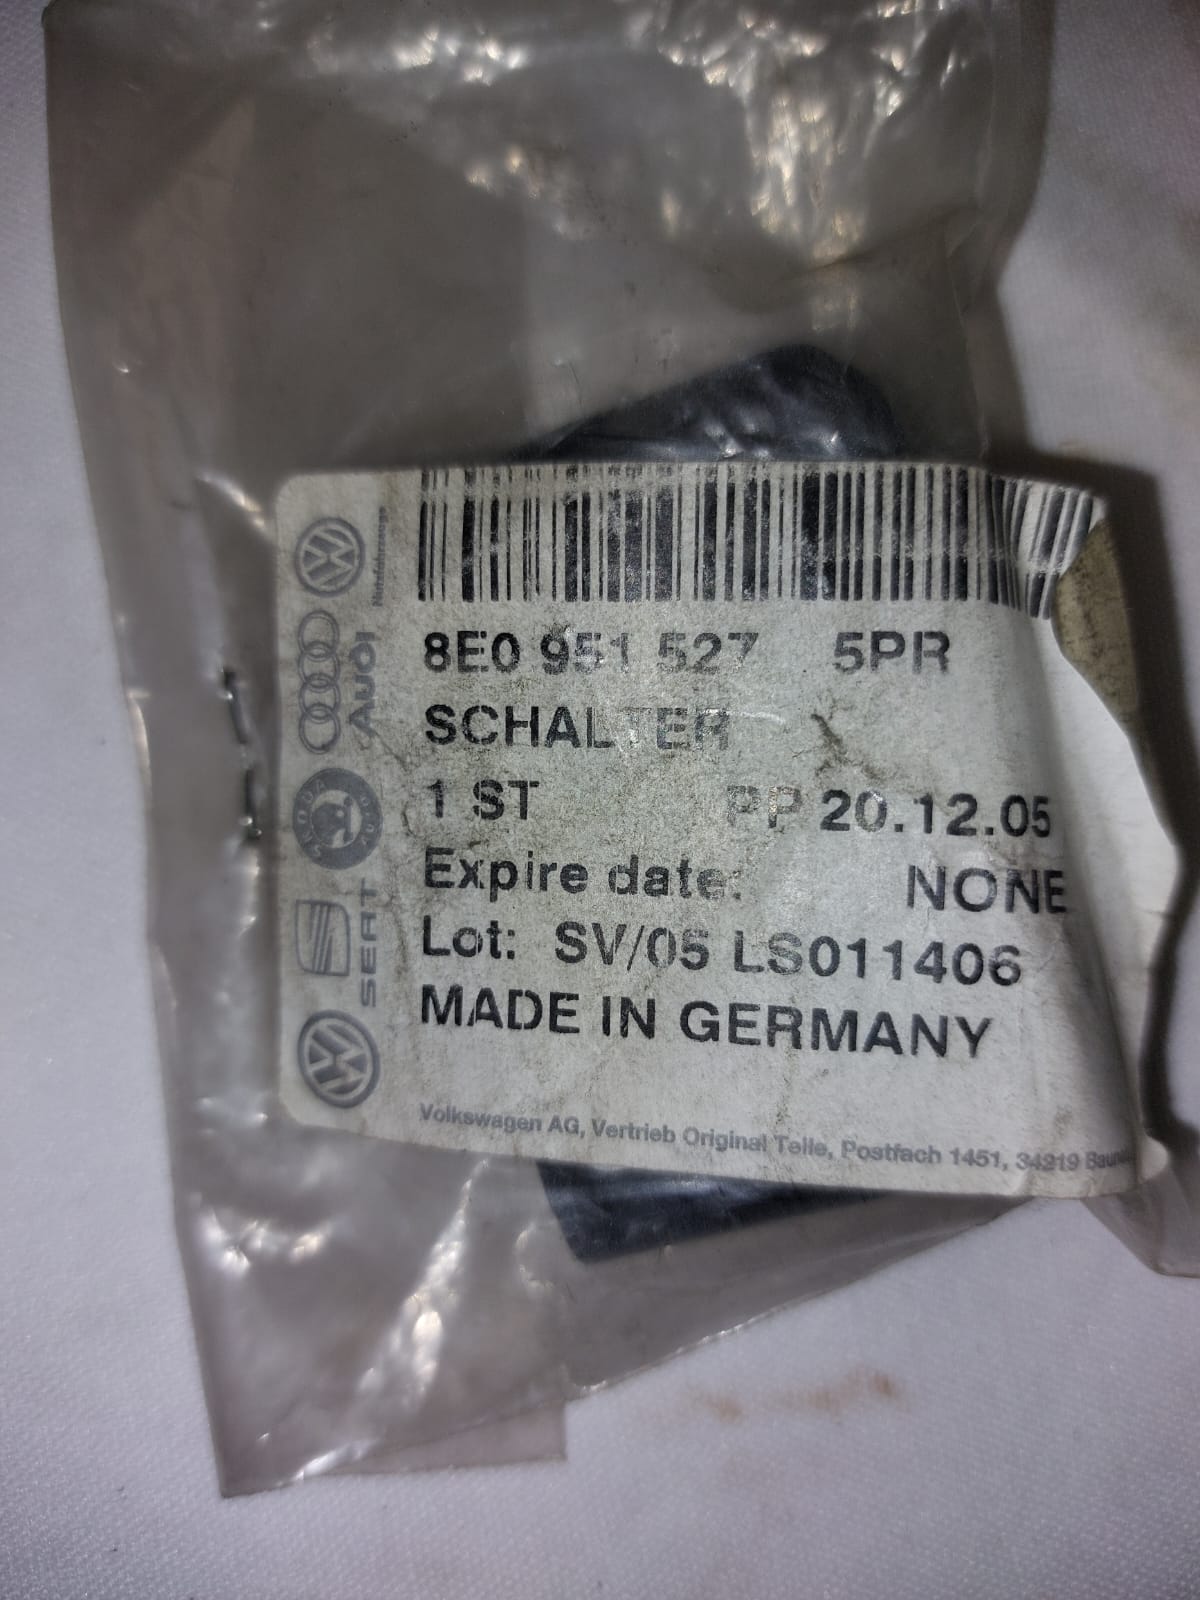 8E0 951 527 5PR
SCHALTER
1 ST PP 20.12.05
Expire date: NONE
Lot: SV/05 LS011406
MADE IN GERMANY
Volkswagen AG, Vertrieb Original Teile, Postfach 1451, 34219
Audi
SKODA
SEAT